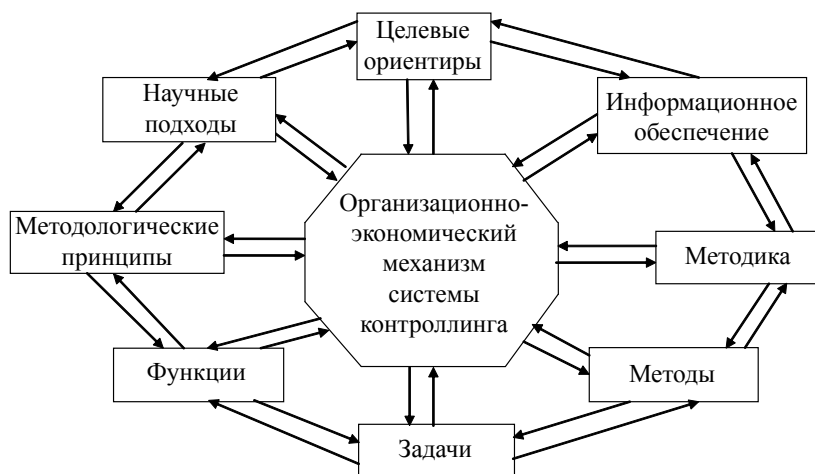 Целевые
ориентиры
Научные
подходы
Информационное
обеспечение
Организационно-
экономический
механизм
системы
контроллинга
Методологические
принципы
Методика
Функции
Методы
Задачи